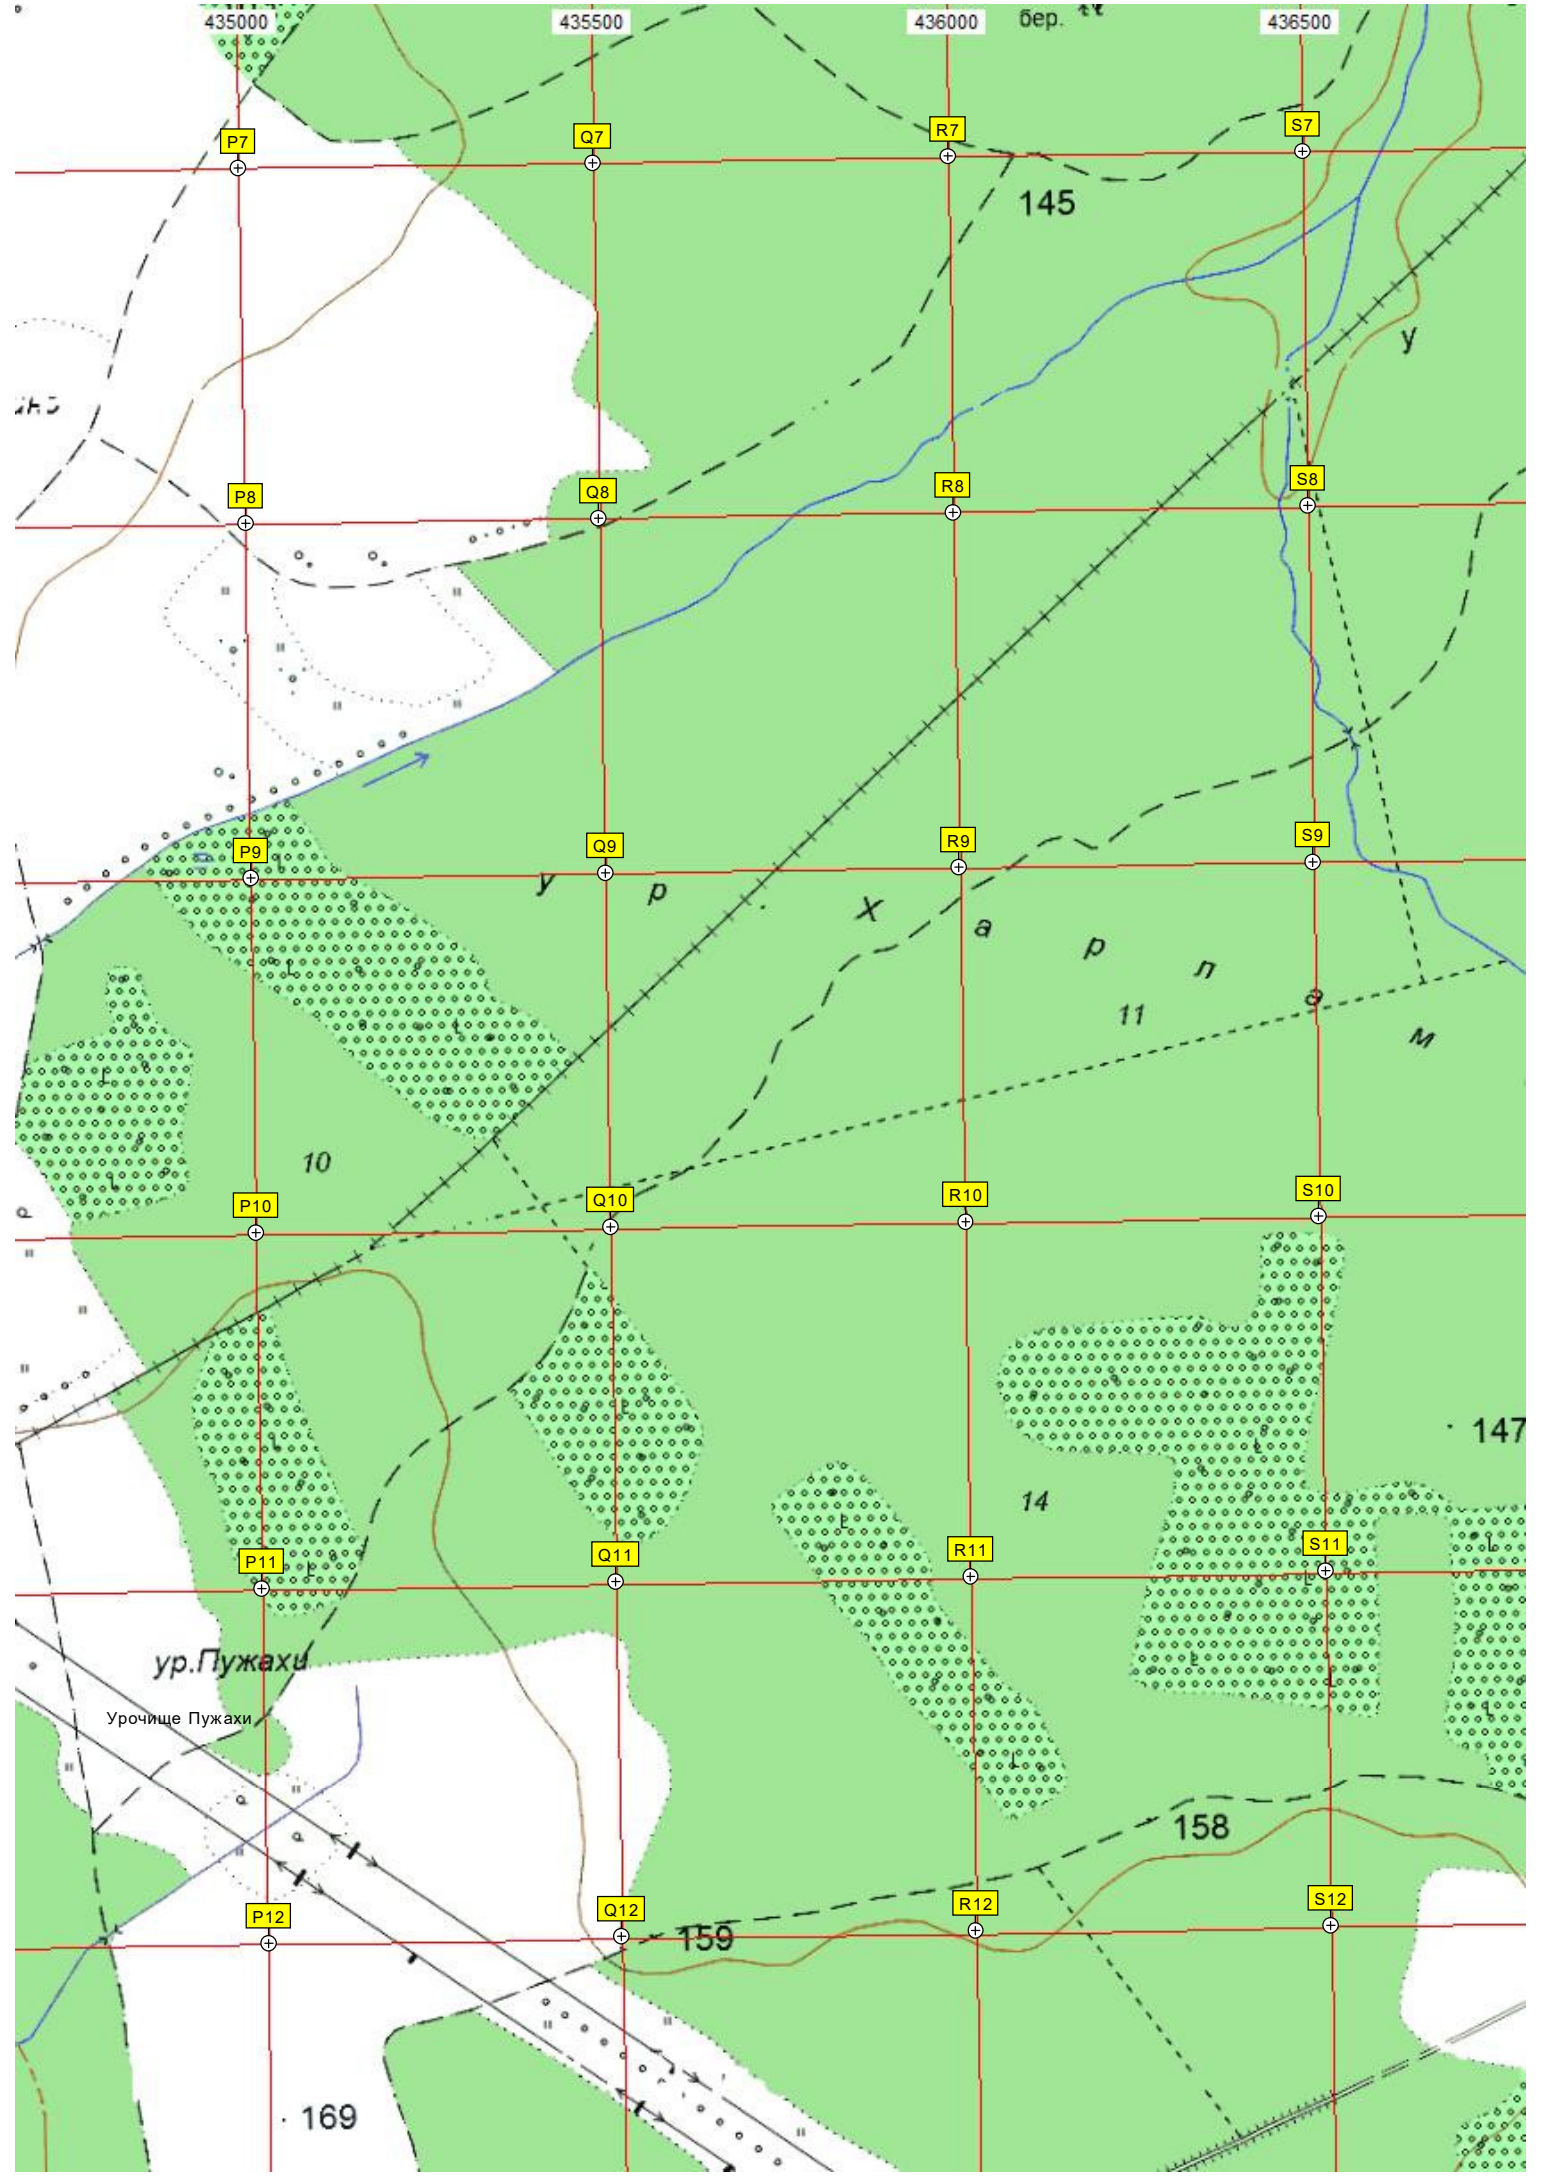 435000 435500 436000 бер. 436500
P7 Q7 R7 S7
145
у
P8 Q8 R8 S8
P9 Q9 R9 S9
у р Х а р л а м
11
10
P10 Q10 R10 S10
147
14
P11 Q11 R11 S11
ур.Пужахи
Урочище Пужахи
158
P12 Q12 R12 S12
159
169